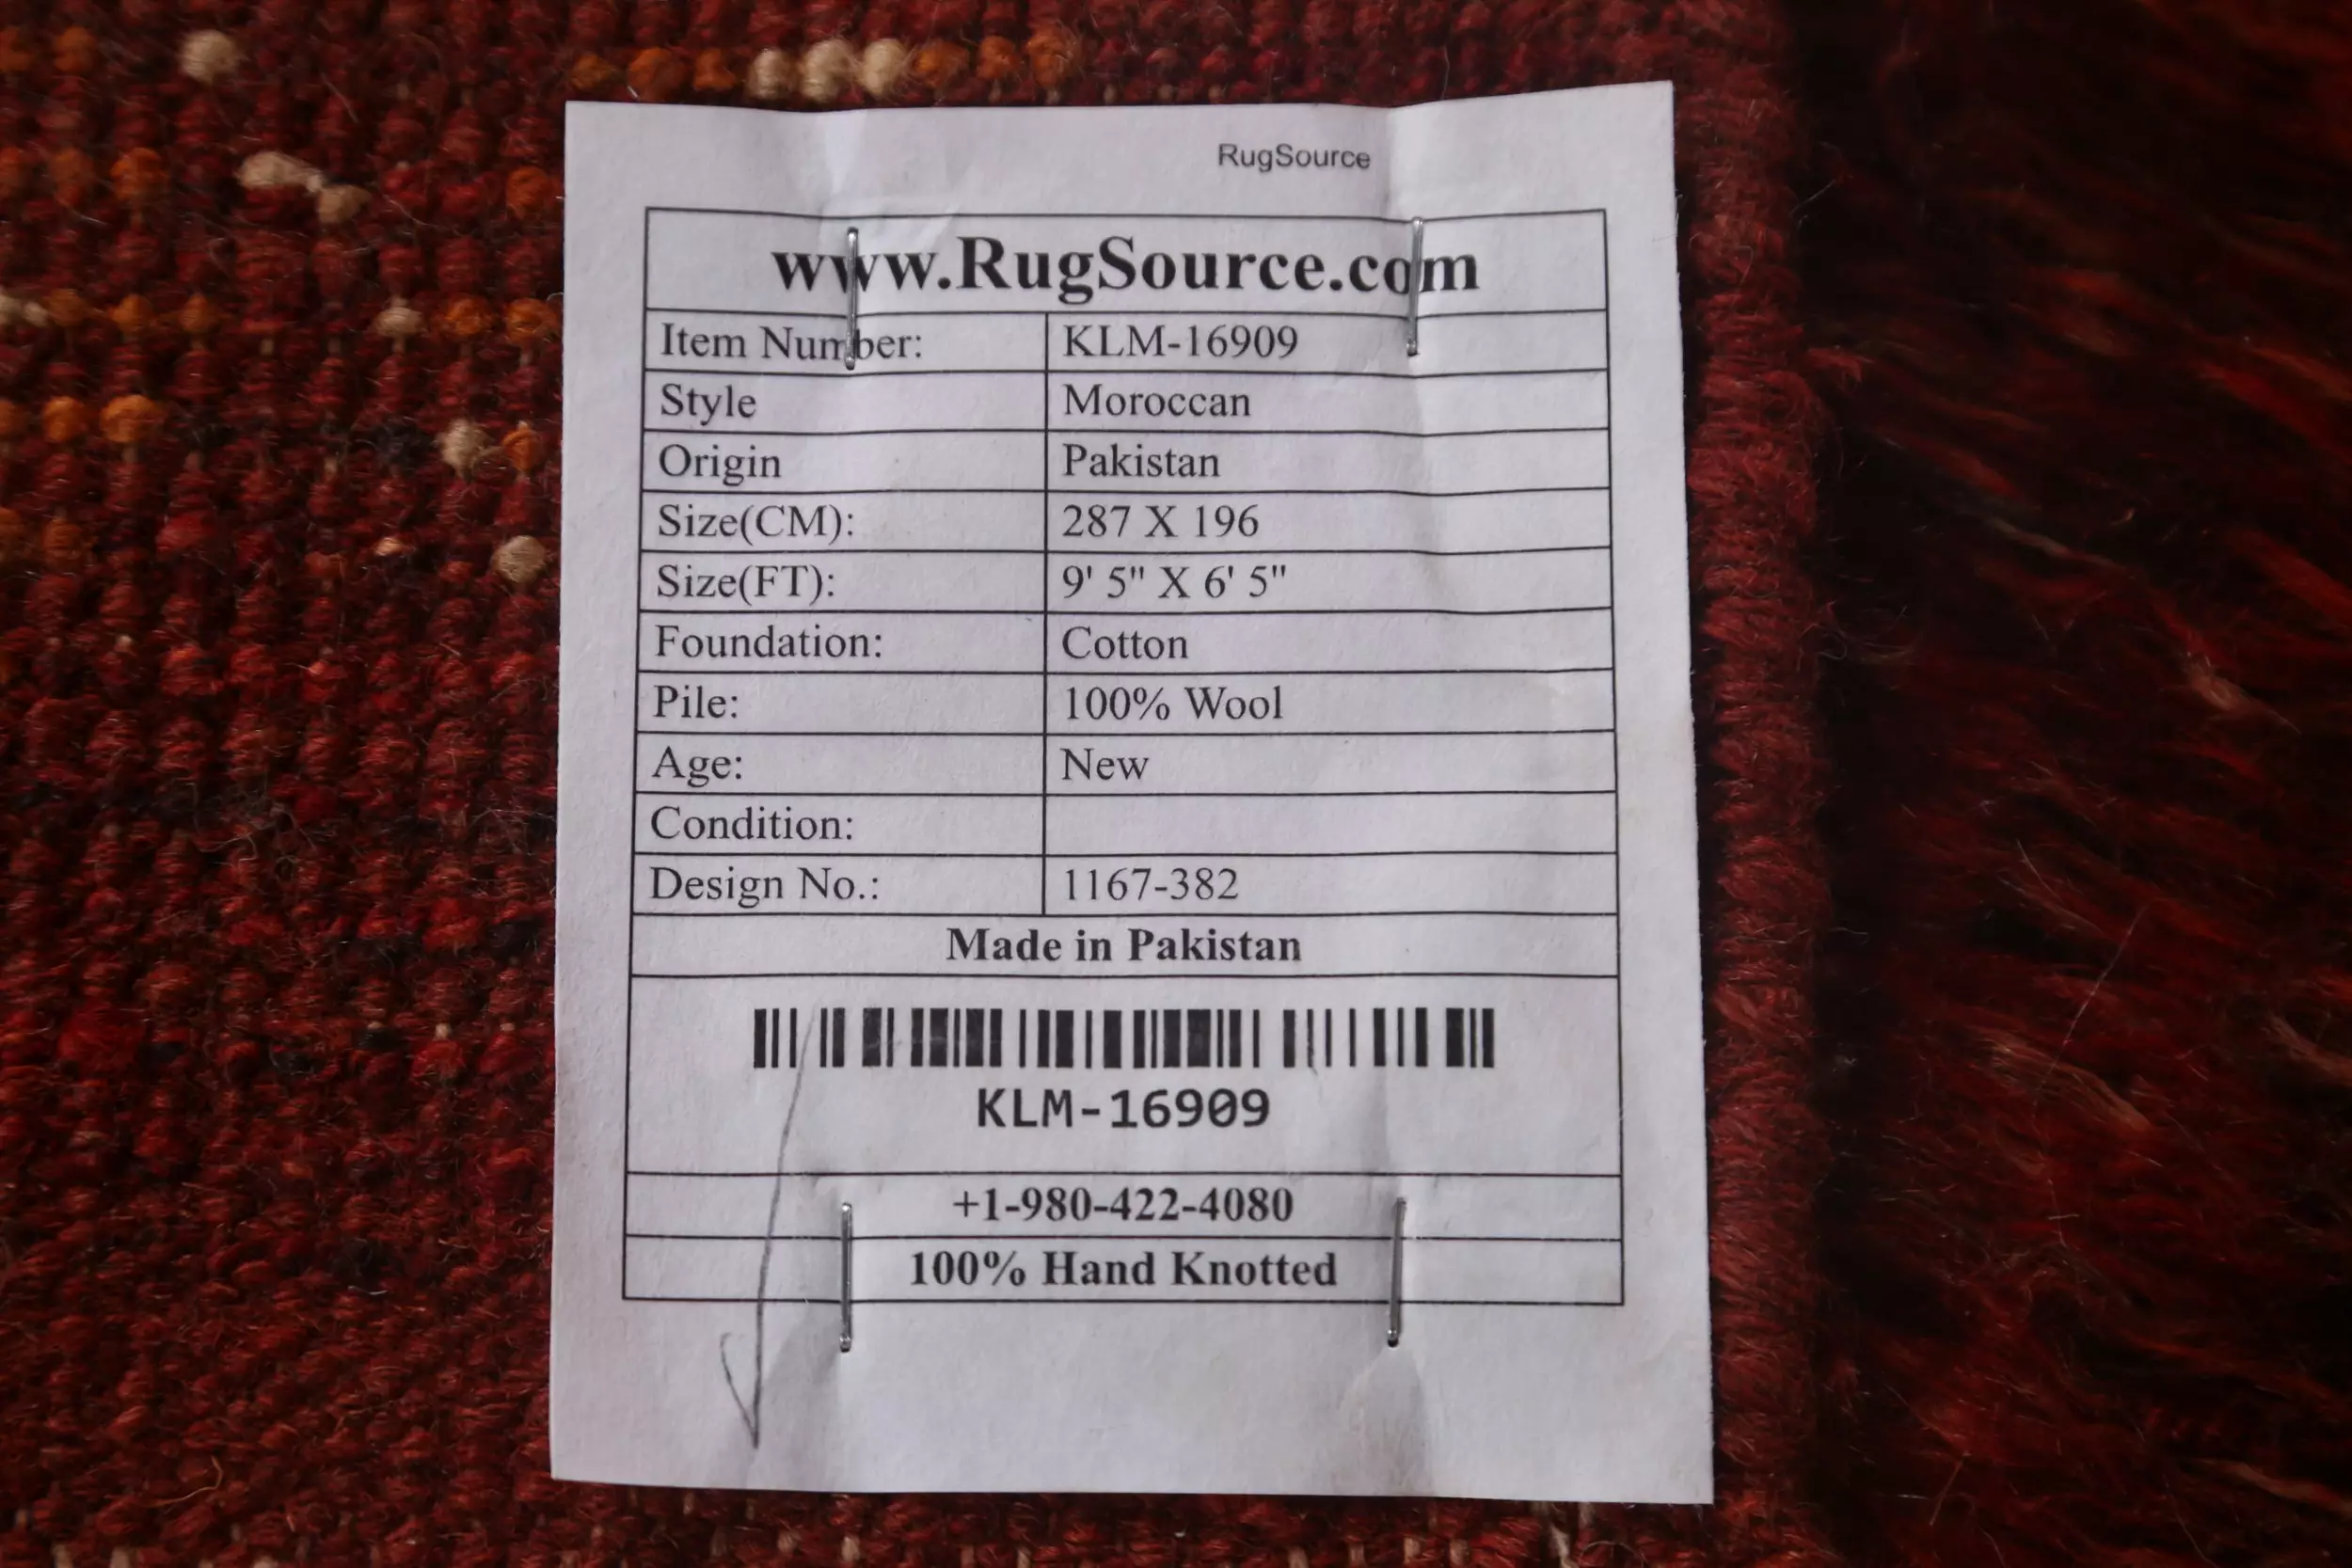 RugSource
www.RugSource.com
Item Number: KLM-16909
Style Moroccan
Origin Pakistan
Size(CM): 287 X 196
Size(FT): 9' 5" X 6' 5"
Foundation: Cotton
Pile: 100% Wool
Age: New
Condition:
Design No.: 1167-382
Made in Pakistan
KLM-16909
+1-980-422-4080
100% Hand Knotted